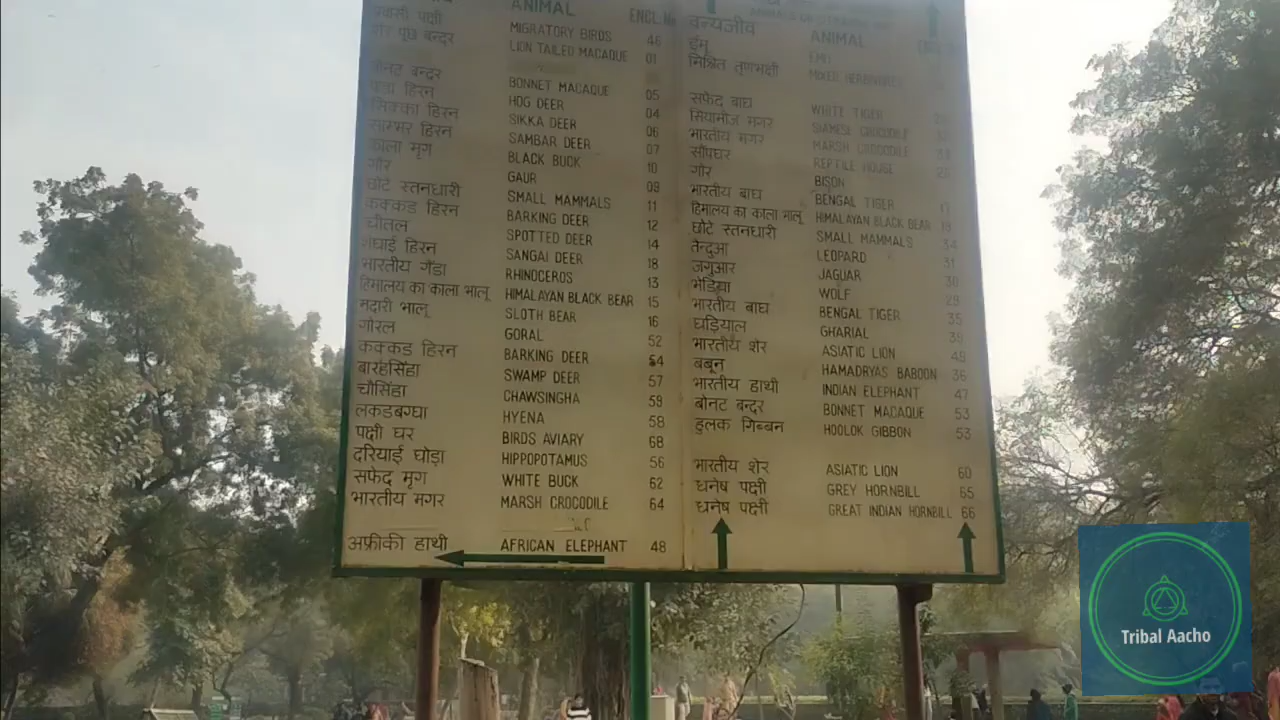 ANIMAL ENCL.
प्रवासी पक्षी MIGRATORY BIRDS 46
शेर पूंछ बन्दर LION TAILED MACAQUE 01
बोनट बन्दर BONNET MACAQUE 05
पाडा हिरन HOG DEER 04
सिक्का हिरन SIKKA DEER 06
साम्भर हिरन SAMBAR DEER 07
काला मृग BLACK BUCK 10
गौर GAUR 09
छोटे स्तनधारी SMALL MAMMALS 11
कक्कड हिरन BARKING DEER 12
चीतल SPOTTED DEER 14
संघाई हिरन SANGAI DEER 18
भारतीय गैंडा RHINOCEROS 13
हिमालय का काला भालू HIMALAYAN BLACK BEAR 15
मदारी भालू SLOTH BEAR 16
गोरल GORAL 52
कक्कड हिरन BARKING DEER 54
बारहसिंहा SWAMP DEER 57
चौसिंहा CHAWSINGHA 59
लकडबग्घा HYENA 58
पक्षी घर BIRDS AVIARY 68
दरियाई घोड़ा HIPPOPOTAMUS 56
सफेद मृग WHITE BUCK 62
भारतीय मगर MARSH CROCODILE 64
अफ्रीकी हाथी AFRICAN ELEPHANT 48
वन्यजीव ANIMAL
ईमु EMU
मिश्रित तृणभक्षी MIXED HERBIVORES
सफेद बाघ WHITE TIGER
सियामीज मगर SIAMESE CROCODILE
भारतीय मगर MARSH CROCODILE
साँपघर REPTILE HOUSE
गौर BISON
भारतीय बाघ BENGAL TIGER
हिमालय का काला भालू HIMALAYAN BLACK BEAR
छोटे स्तनधारी SMALL MAMMALS 34
तेन्दुआ LEOPARD 31
जगुआर JAGUAR 30
भेड़िया WOLF 29
भारतीय बाघ BENGAL TIGER 35
घड़ियाल GHARIAL
भारतीय शेर ASIATIC LION 49
बबून HAMADRYAS BABOON 36
भारतीय हाथी INDIAN ELEPHANT 47
बोनट बन्दर BONNET MACAQUE 53
हुलक गिब्बन HOOLOK GIBBON 53
भारतीय शेर ASIATIC LION 60
धनेष पक्षी GREY HORNBILL 65
धनेष पक्षी GREAT INDIAN HORNBILL 66
Tribal Aacho